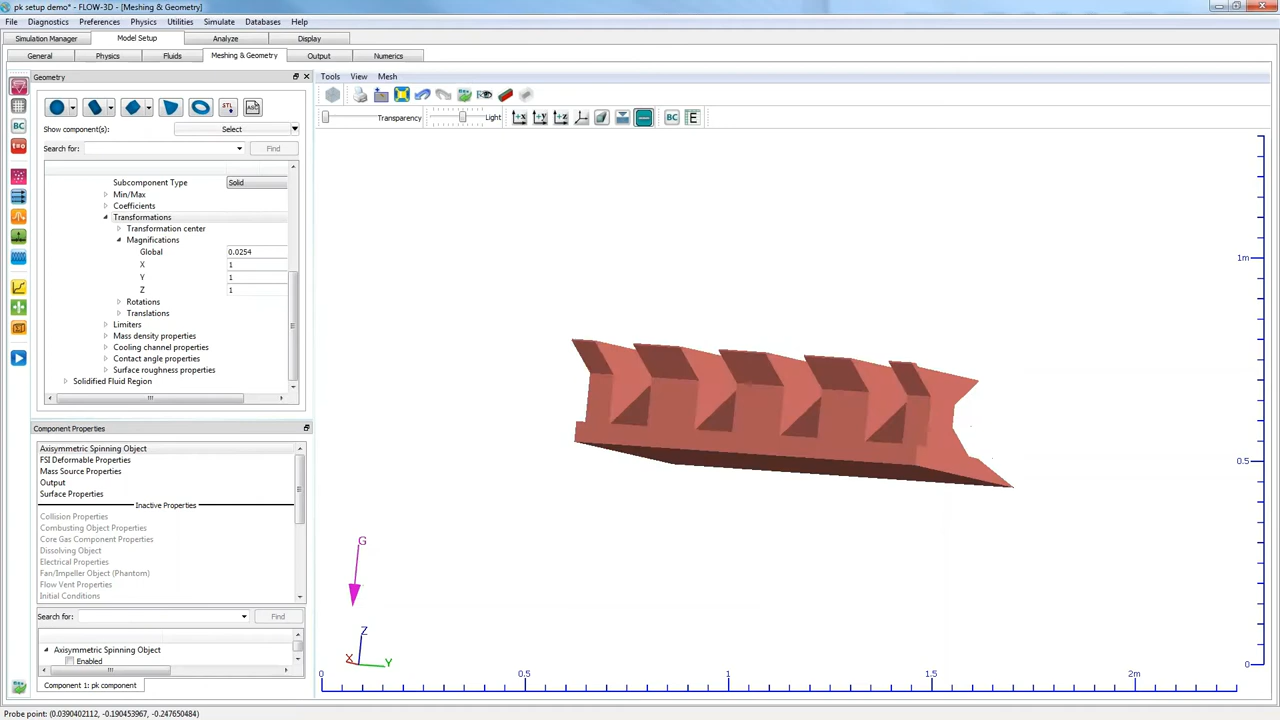 pk setup demo* - FLOW-3D - [Meshing & Geometry]
File Diagnostics Preferences Physics Utilities Simulate Databases Help
Simulation Manager Model Setup Analyze Display
General Physics Fluids Meshing & Geometry Output Numerics
Geometry
Tools View Mesh
STL
Show component(s): Select
Transparency Light +x +y +z BC E
Search for: Find
BC
t=0
Subcomponent Type Solid
Min/Max
Coefficients
Transformations
Transformation center
Magnifications
Global 0.0254
X 1
Y 1
Z 1
Rotations
Translations
Limiters
Mass density properties
Cooling channel properties
Contact angle properties
Surface roughness properties
Solidified Fluid Region
Component Properties
Axisymmetric Spinning Object
FSI Deformable Properties
Mass Source Properties
Output
Surface Properties
Inactive Properties
Collision Properties
Combusting Object Properties
Core Gas Component Properties
Dissolving Object
Electrical Properties
Fan/Impeller Object (Phantom)
Flow Vent Properties
Initial Conditions
Search for: Find
Axisymmetric Spinning Object
Enabled
Component 1: pk component
1m
0.5
0
G
Z
X
Y
0 0.5 1 1.5 2m
Probe point: (0.0390402112, -0.190453967, -0.247650484)